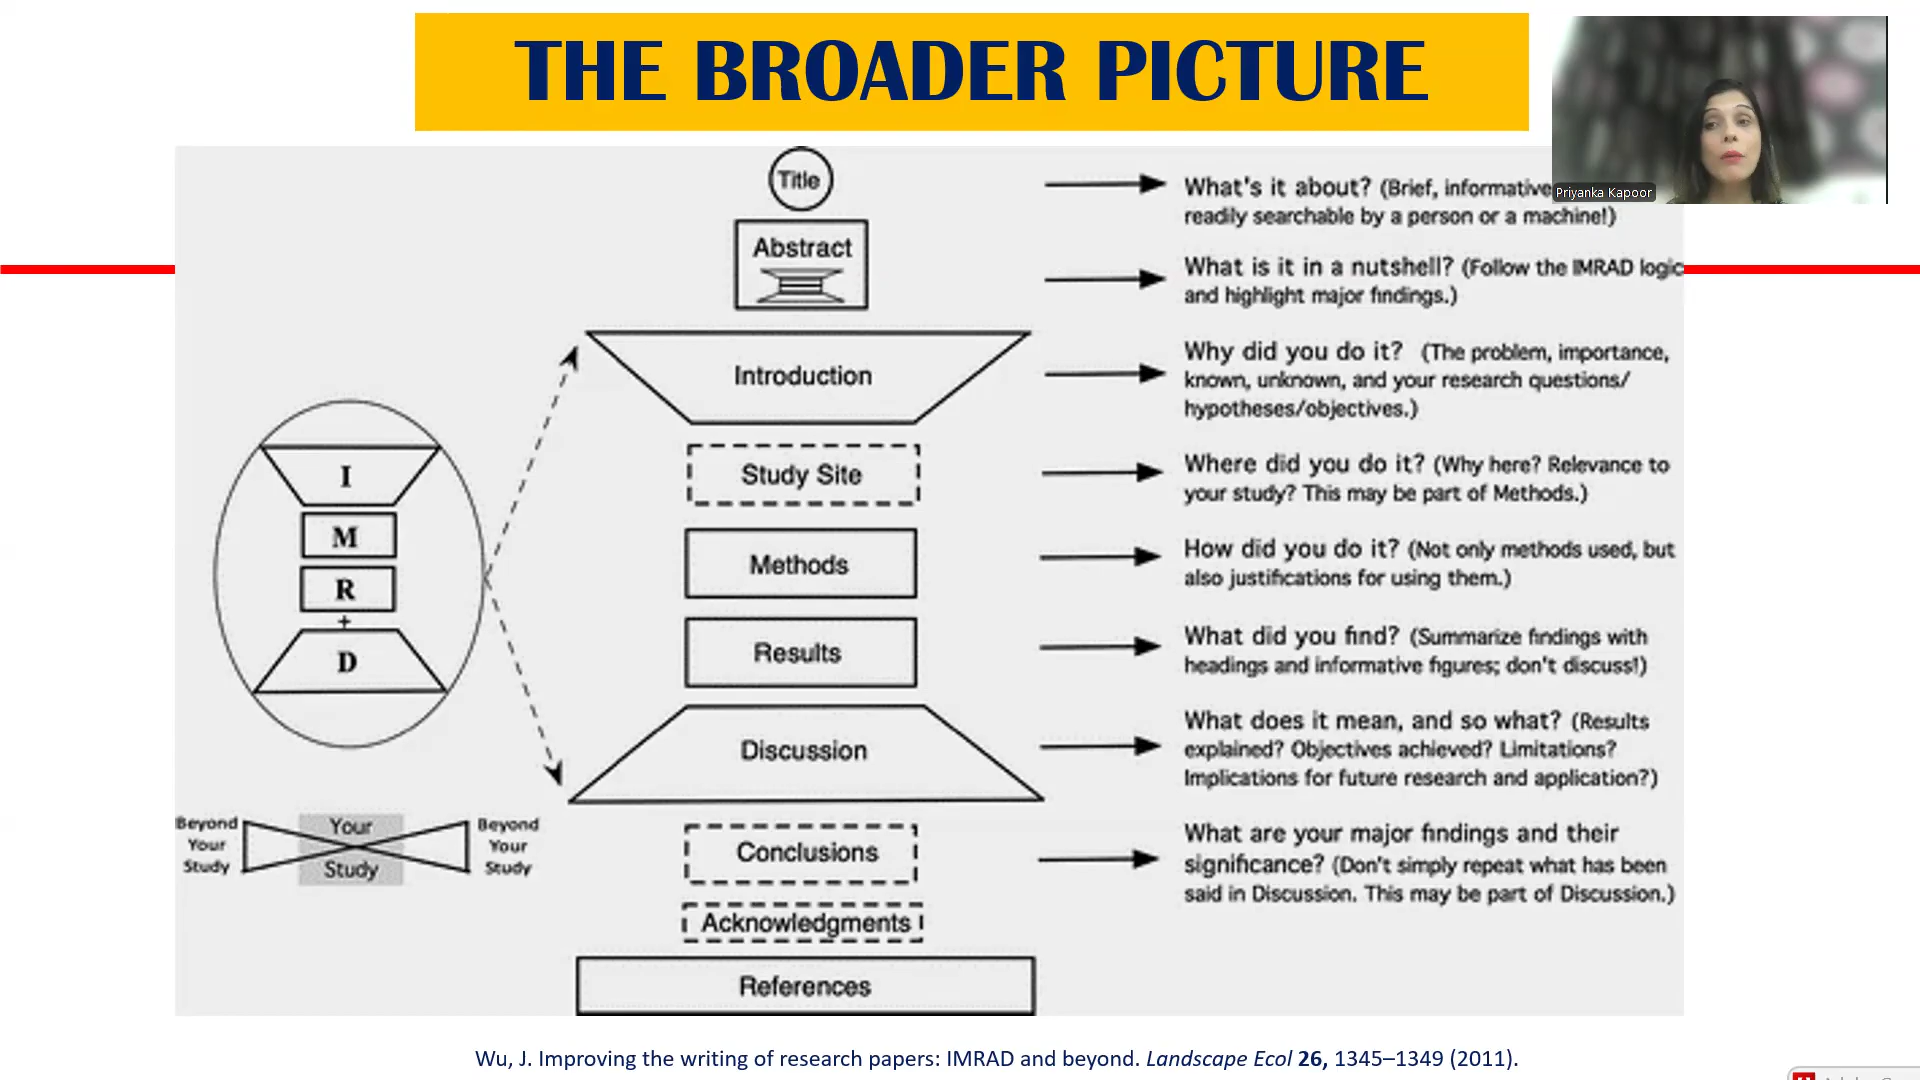 THE BROADER PICTURE
Priyanka Kapoor
Title
What's it about? (Brief, informative
readily searchable by a person or a machine!)
Abstract
What is it in a nutshell? (Follow the IMRAD logic
and highlight major findings.)
Introduction
Why did you do it? (The problem, importance,
known, unknown, and your research questions/
hypotheses/objectives.)
Study Site
Where did you do it? (Why here? Relevance to
your study? This may be part of Methods.)
Methods
How did you do it? (Not only methods used, but
also justifications for using them.)
Results
What did you find? (Summarize findings with
headings and informative figures; don't discuss!)
Discussion
What does it mean, and so what? (Results
explained? Objectives achieved? Limitations?
Implications for future research and application?)
Conclusions
What are your major findings and their
significance? (Don't simply repeat what has been
said in Discussion. This may be part of Discussion.)
Acknowledgments
References
I
M
R
+
D
Beyond
Your
Study
Your
Study
Beyond
Your
Study
Wu, J. Improving the writing of research papers: IMRAD and beyond. Landscape Ecol 26, 1345–1349 (2011).